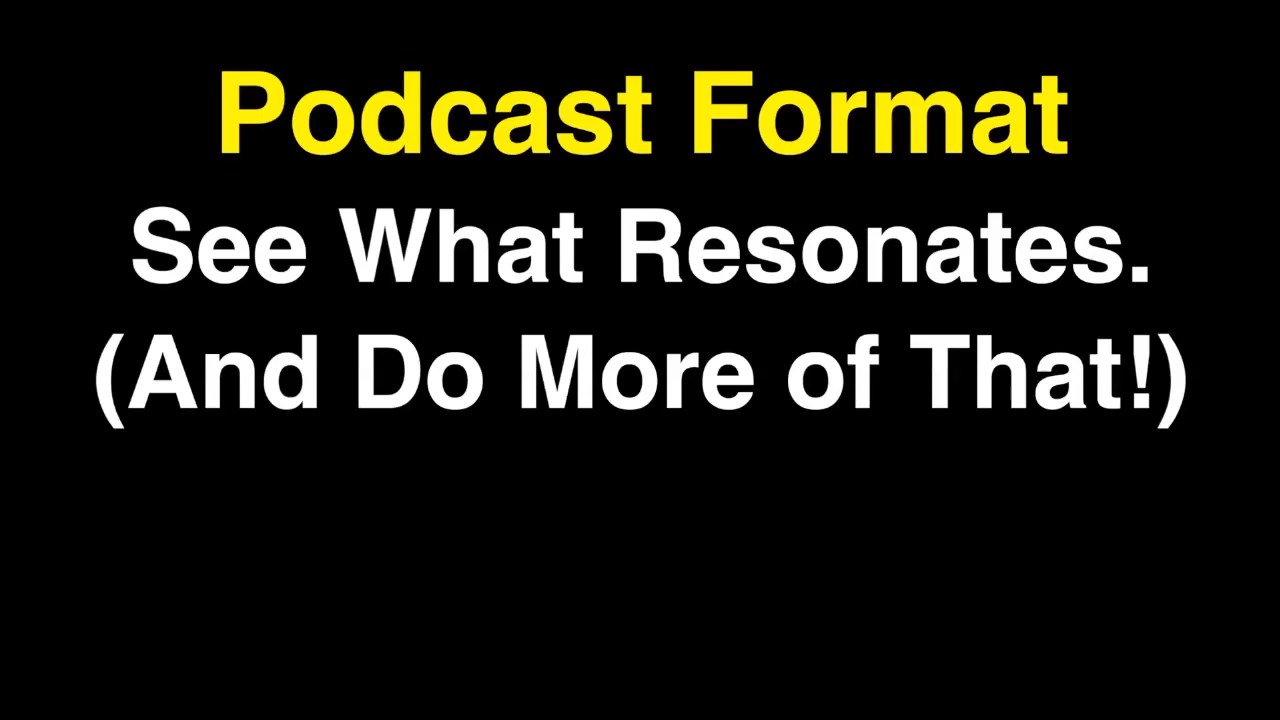 Podcast Format
See What Resonates.
(And Do More of That!)